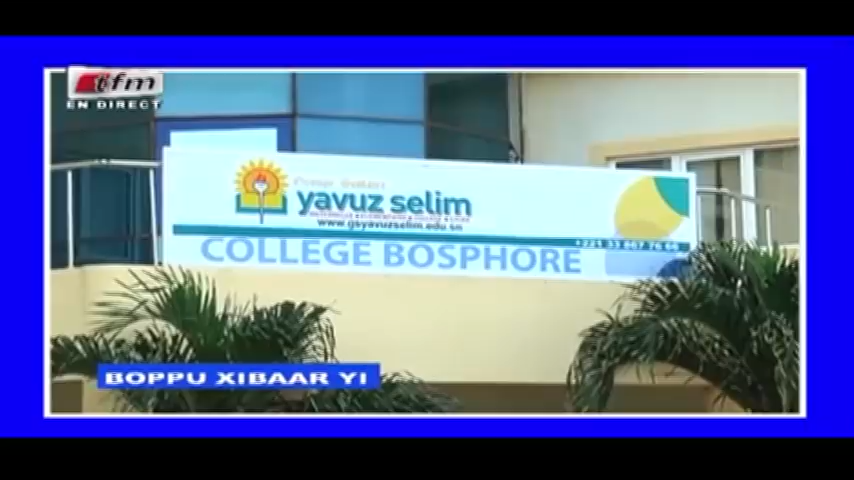 tfm
EN DIRECT
yavuz selim
www.gsyavuzselim.edu.sn
+221 33 867 76 66
COLLEGE BOSPHORE
BOPPU XIBAAR YI